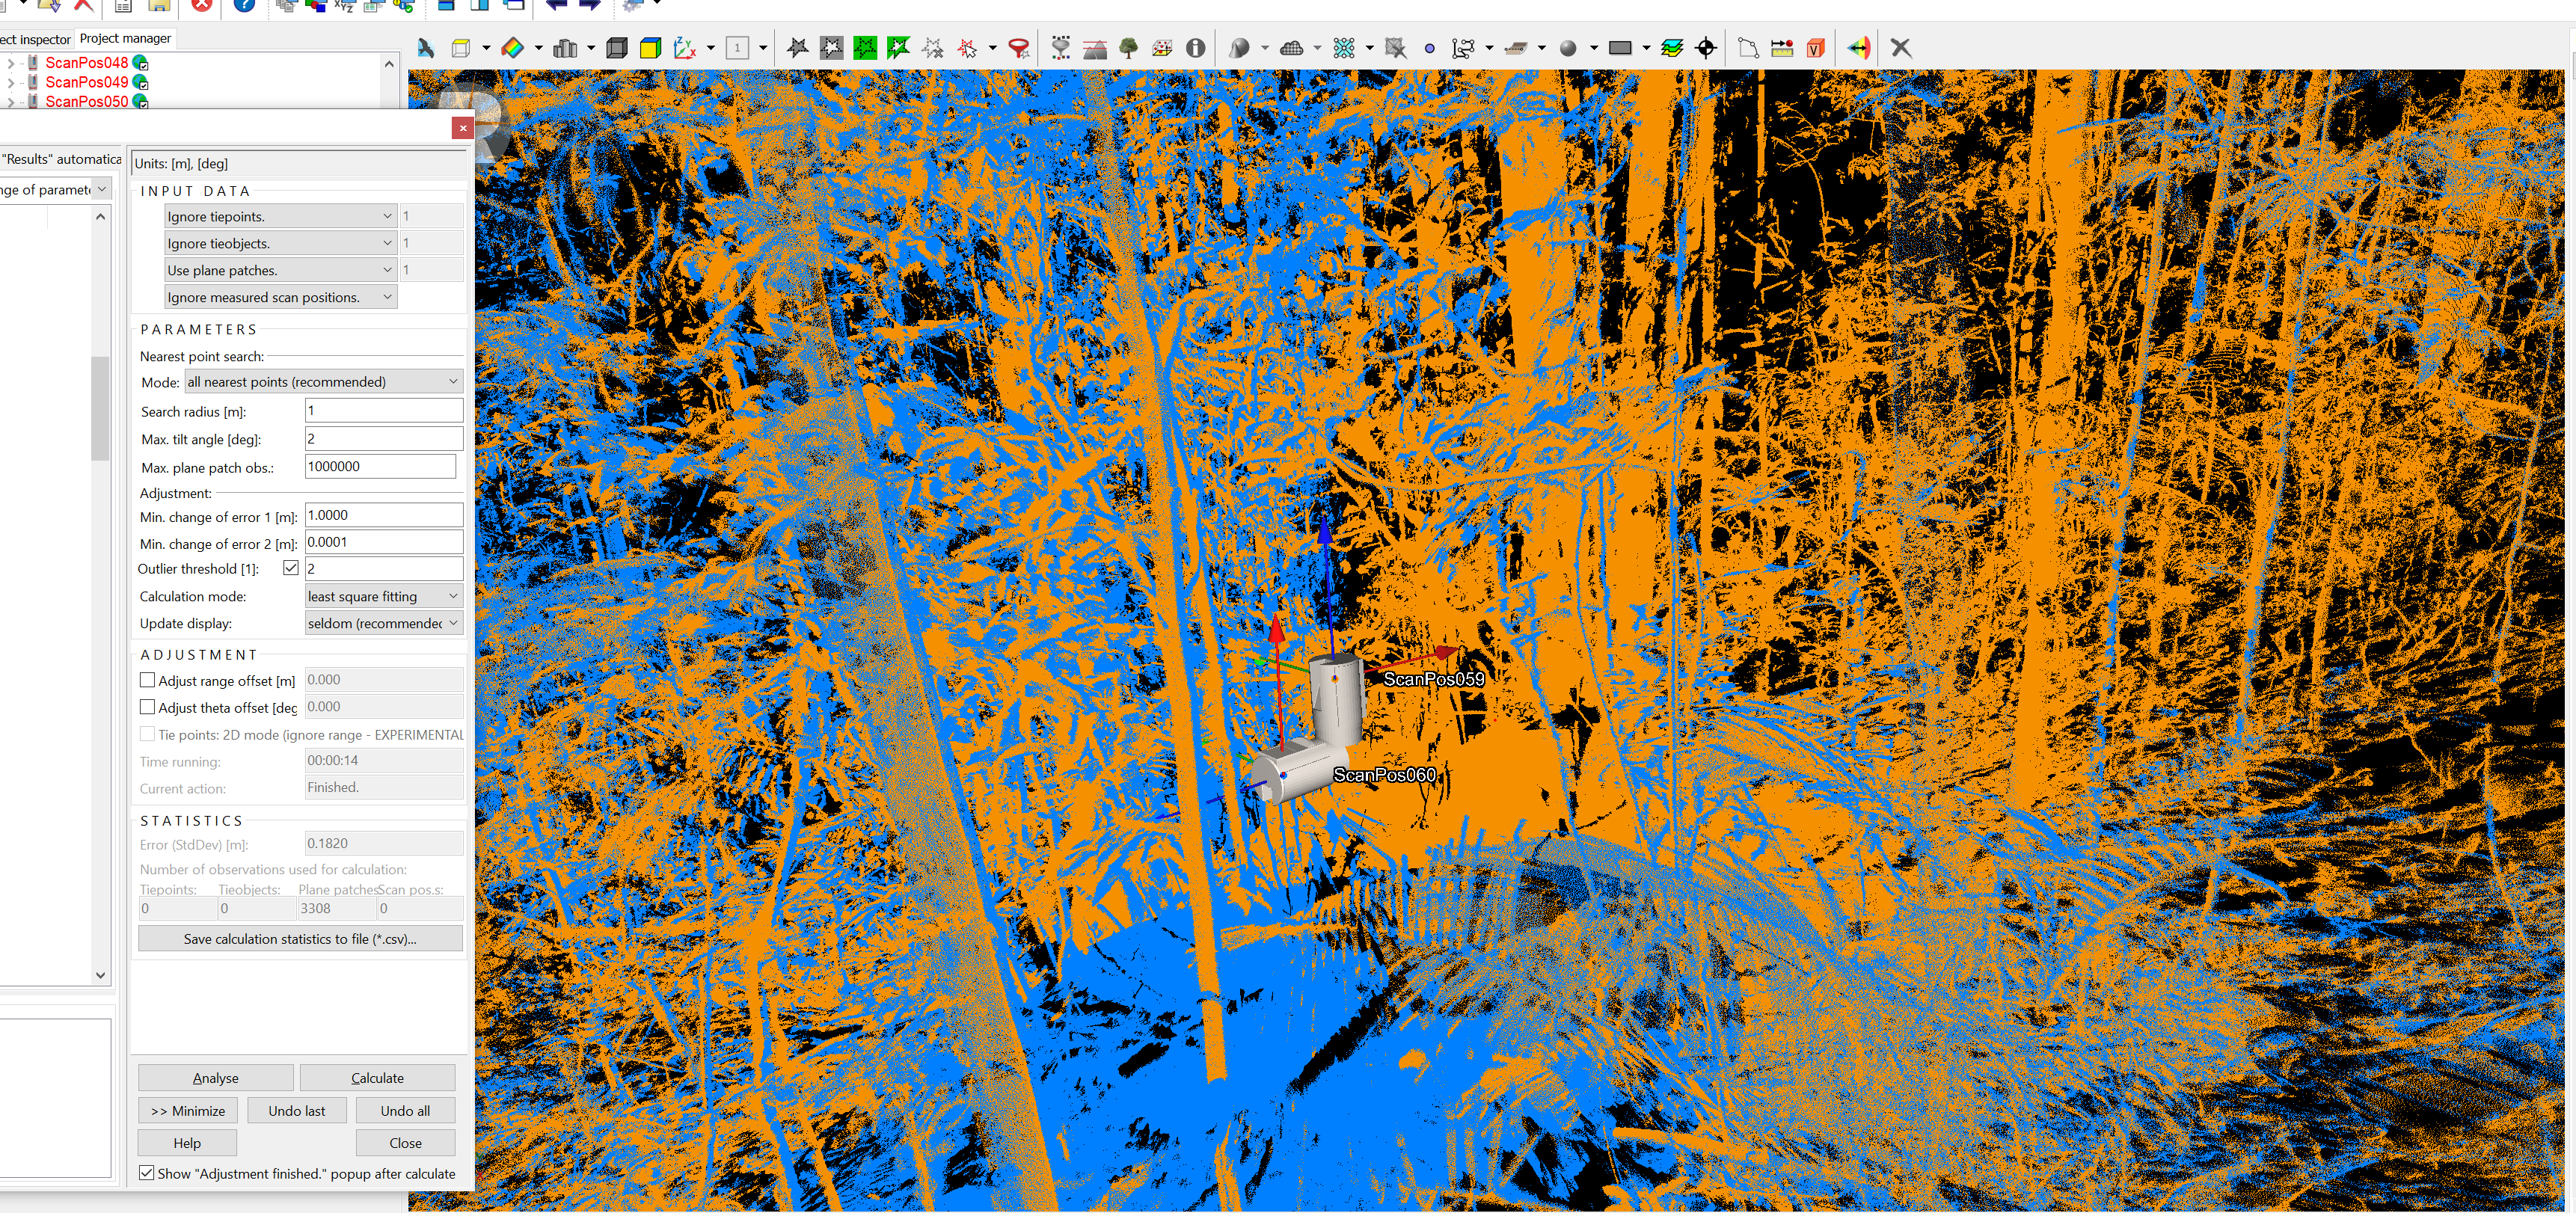 ect inspector
Project manager
1
ScanPos048
ScanPos049
ScanPos050
"Results" automatica
nge of paramete
Units: [m], [deg]
INPUT DATA
Ignore tiepoints.
1
Ignore tieobjects.
1
Use plane patches.
1
Ignore measured scan positions.
PARAMETERS
Nearest point search:
Mode: all nearest points (recommended)
Search radius [m]: 1
Max. tilt angle [deg]: 2
Max. plane patch obs.: 1000000
Adjustment:
Min. change of error 1 [m]: 1.0000
Min. change of error 2 [m]: 0.0001
Outlier threshold [1]: 2
Calculation mode: least square fitting
Update display: seldom (recommended
ADJUSTMENT
Adjust range offset [m] 0.000
Adjust theta offset [deg 0.000
Tie points: 2D mode (ignore range - EXPERIMENTAL
Time running: 00:00:14
Current action: Finished.
STATISTICS
Error (StdDev) [m]: 0.1820
Number of observations used for calculation:
Tiepoints: Tieobjects: Plane patches Scan pos.s:
0 0 3308 0
Save calculation statistics to file (*.csv)...
Analyse
Calculate
>> Minimize
Undo last
Undo all
Help
Close
Show "Adjustment finished." popup after calculate
ScanPos059
ScanPos060